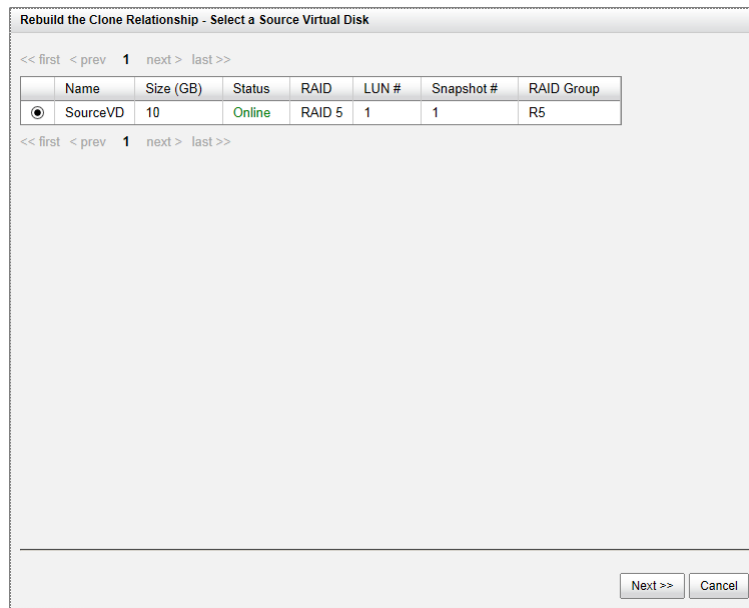 Rebuild the Clone Relationship - Select a Source Virtual Disk
<< first < prev 1 next > last >>
Name Size (GB) Status RAID LUN # Snapshot # RAID Group
SourceVD 10 Online RAID 5 1 1 R5
<< first < prev 1 next > last >>
Next >> Cancel